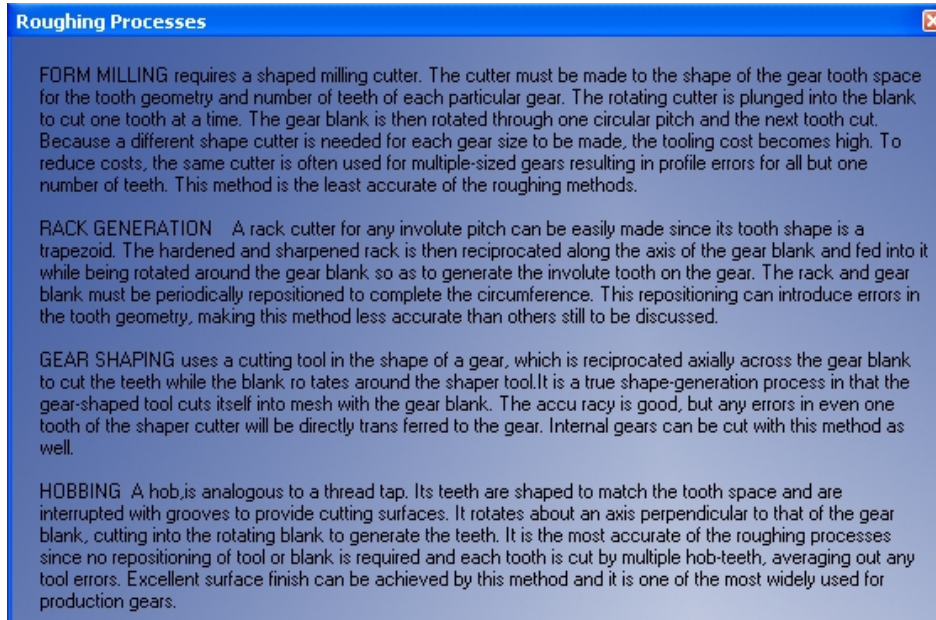 Roughing Processes
FORM MILLING requires a shaped milling cutter. The cutter must be made to the shape of the gear tooth space
for the tooth geometry and number of teeth of each particular gear. The rotating cutter is plunged into the blank
to cut one tooth at a time. The gear blank is then rotated through one circular pitch and the next tooth cut.
Because a different shape cutter is needed for each gear size to be made, the tooling cost becomes high. To
reduce costs, the same cutter is often used for multiple-sized gears resulting in profile errors for all but one
number of teeth. This method is the least accurate of the roughing methods.
RACK GENERATION A rack cutter for any involute pitch can be easily made since its tooth shape is a
trapezoid. The hardened and sharpened rack is then reciprocated along the axis of the gear blank and fed into it
while being rotated around the gear blank so as to generate the involute tooth on the gear. The rack and gear
blank must be periodically repositioned to complete the circumference. This repositioning can introduce errors in
the tooth geometry, making this method less accurate than others still to be discussed.
GEAR SHAPING uses a cutting tool in the shape of a gear, which is reciprocated axially across the gear blank
to cut the teeth while the blank ro tates around the shaper tool.It is a true shape-generation process in that the
gear-shaped tool cuts itself into mesh with the gear blank. The accu racy is good, but any errors in even one
tooth of the shaper cutter will be directly trans ferred to the gear. Internal gears can be cut with this method as
well.
HOBBING A hob,is analogous to a thread tap. Its teeth are shaped to match the tooth space and are
interrupted with grooves to provide cutting surfaces. It rotates about an axis perpendicular to that of the gear
blank, cutting into the rotating blank to generate the teeth. It is the most accurate of the roughing processes
since no repositioning of tool or blank is required and each tooth is cut by multiple hob-teeth, averaging out any
tool errors. Excellent surface finish can be achieved by this method and it is one of the most widely used for
production gears.